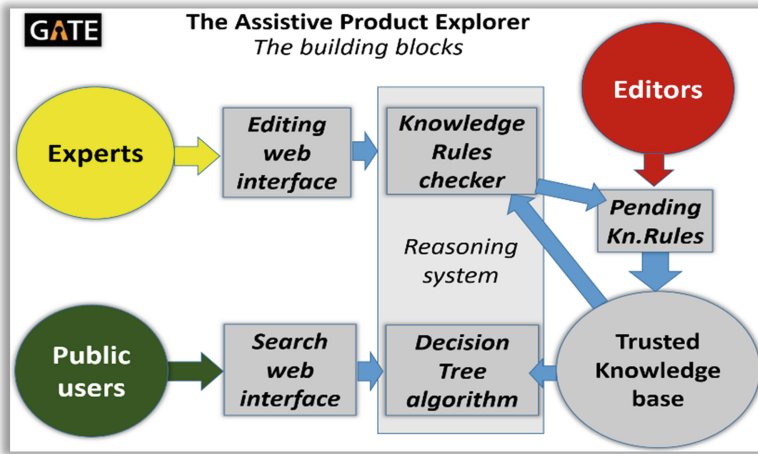 GATE
The Assistive Product Explorer
The building blocks
Experts
Editing
web
interface
Knowledge
Rules
checker
Editors
Pending
Kn.Rules
Reasoning
system
Public
users
Search
web
interface
Decision
Tree
algorithm
Trusted
Knowledge
base